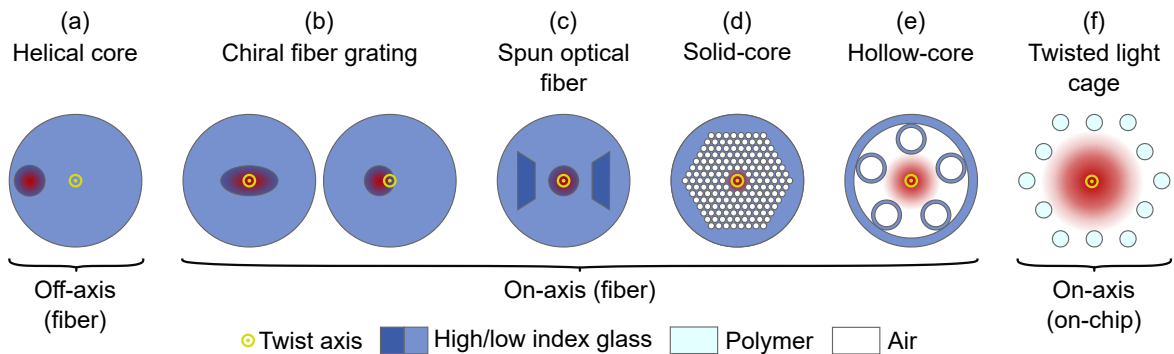 (a)
Helical core
(b)
Chiral fiber grating
(c)
Spun optical
fiber
(d)
Solid-core
(e)
Hollow-core
(f)
Twisted light
cage
Off-axis
(fiber)
On-axis (fiber)
On-axis
(on-chip)
Twist axis
High/low index glass
Polymer
Air